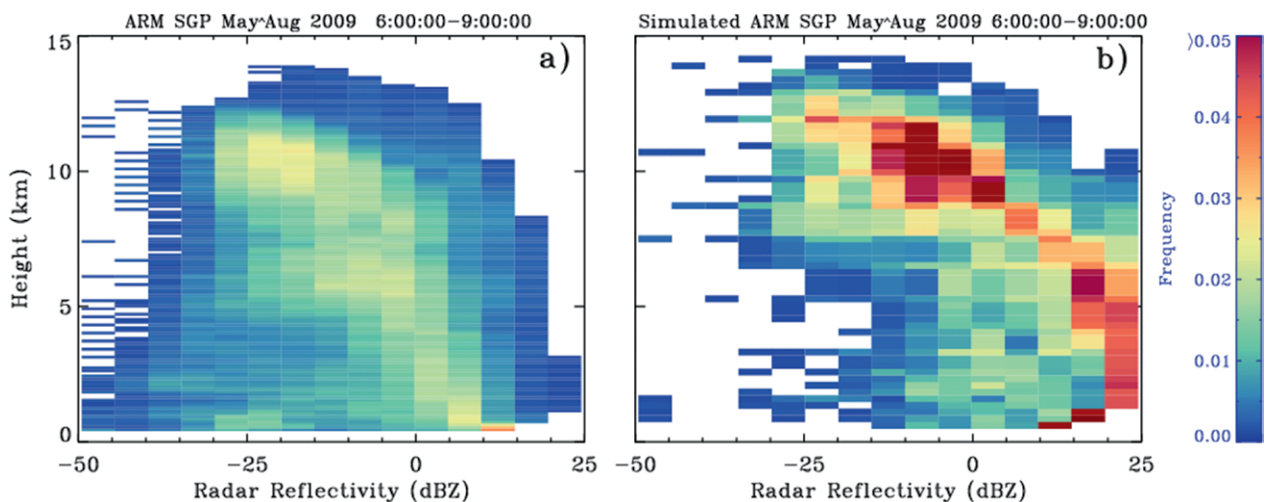 ARM SGP May^Aug 2009 6:00:00-9:00:00
Simulated ARM SGP May^Aug 2009 6:00:00-9:00:00
a)
b)
15
10
5
0
Height (km)
-50
-25
0
25
Radar Reflectivity (dBZ)
-50
-25
0
25
Radar Reflectivity (dBZ)
Frequency
⟩0.05
0.04
0.03
0.02
0.01
0.00